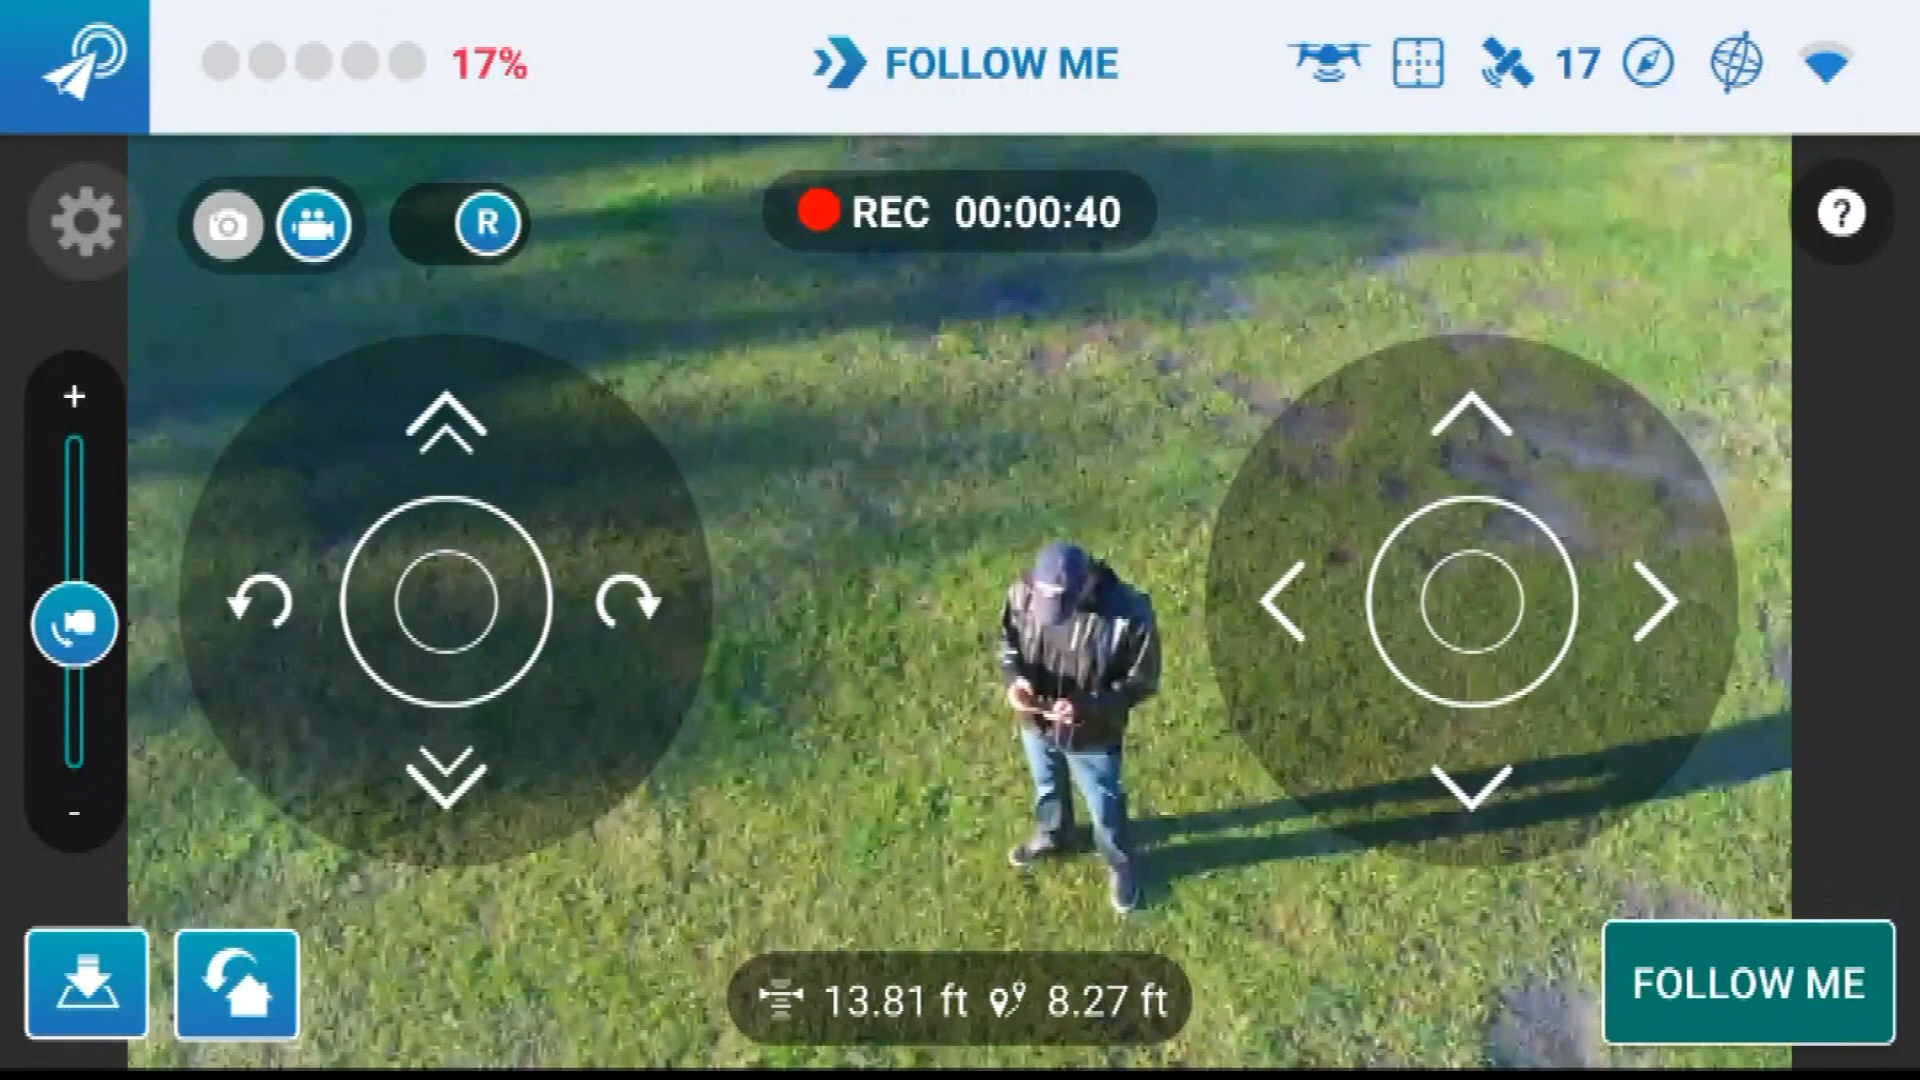 17%
FOLLOW ME
17
R
REC 00:00:40
?
+
-
13.81 ft 8.27 ft
FOLLOW ME